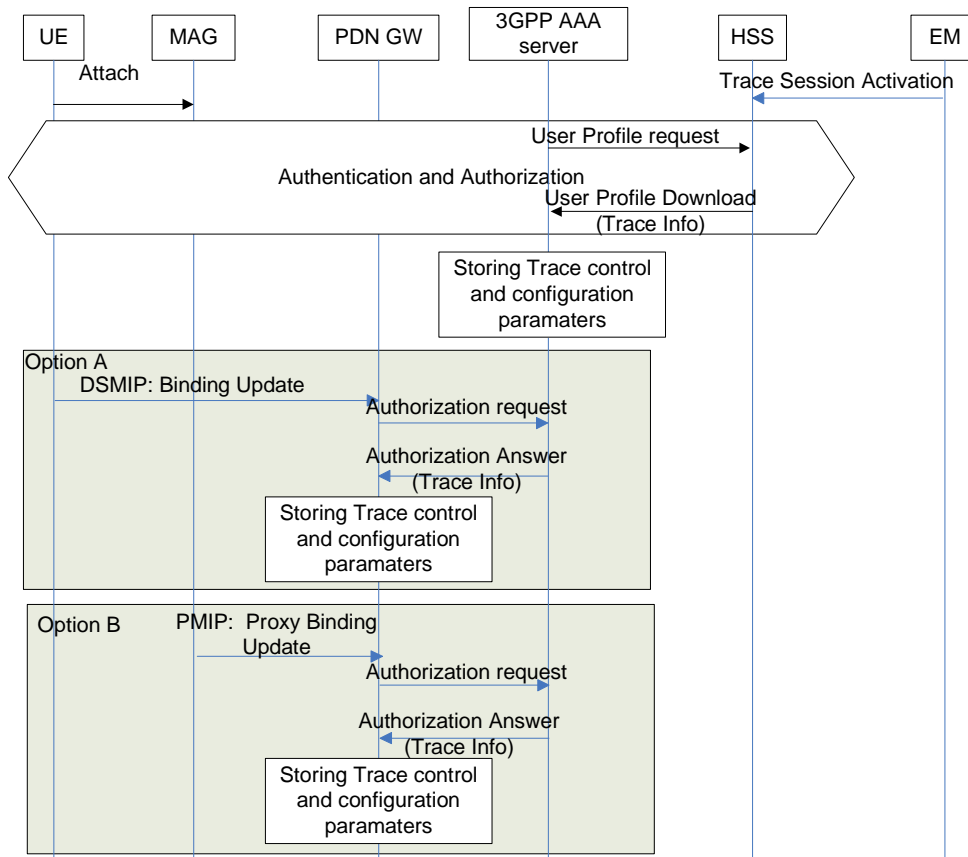 UE
MAG
PDN GW
3GPP AAA
server
HSS
EM
Attach
Trace Session Activation
User Profile request
Authentication and Authorization
User Profile Download
(Trace Info)
Storing Trace control
and configuration
paramaters
Option A
DSMIP: Binding Update
Authorization request
Authorization Answer
(Trace Info)
Storing Trace control
and configuration
paramaters
Option B
PMIP:  Proxy Binding
Update
Authorization request
Authorization Answer
(Trace Info)
Storing Trace control
and configuration
paramaters